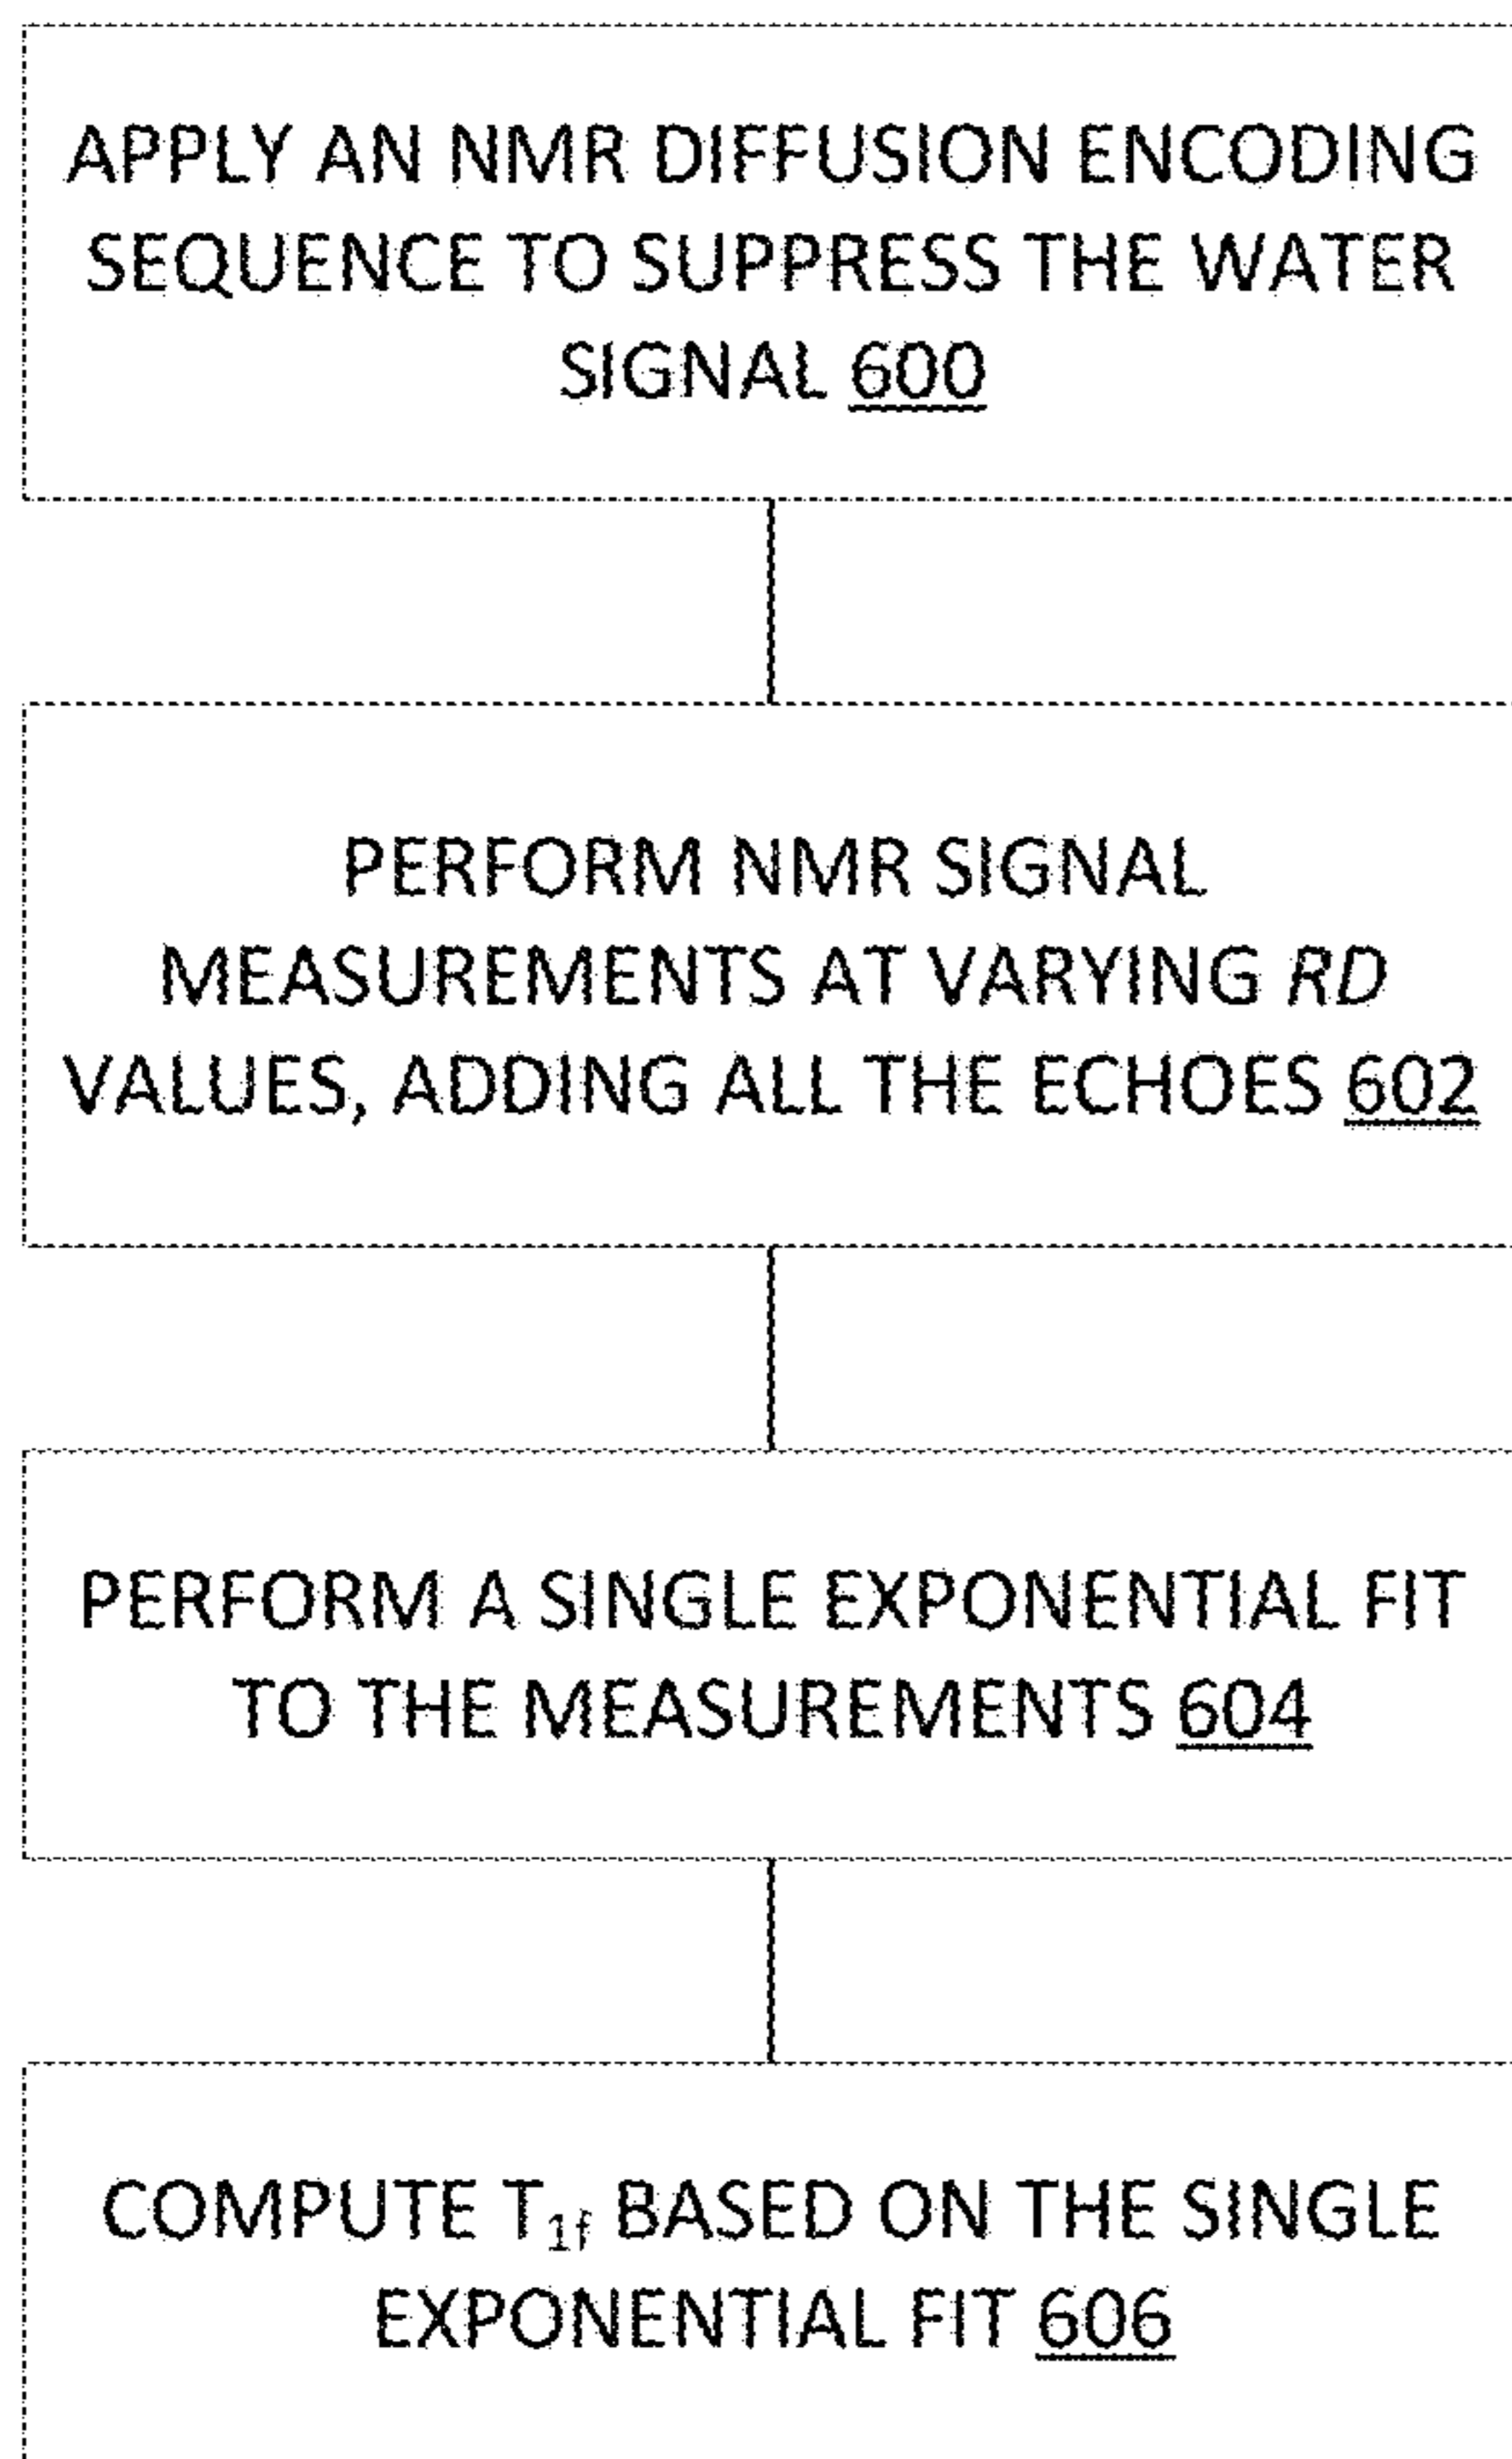 APPLY AN NMR DIFFUSION ENCODING
SEQUENCE TO SUPPRESS THE WATER
SIGNAL 600
PERFORM NMR SIGNAL
MEASUREMENTS AT VARYING RD
VALUES, ADDING ALL THE ECHOES 602
PERFORM A SINGLE EXPONENTIAL FIT
TO THE MEASUREMENTS 604
COMPUTE T1f BASED ON THE SINGLE
EXPONENTIAL FIT 606